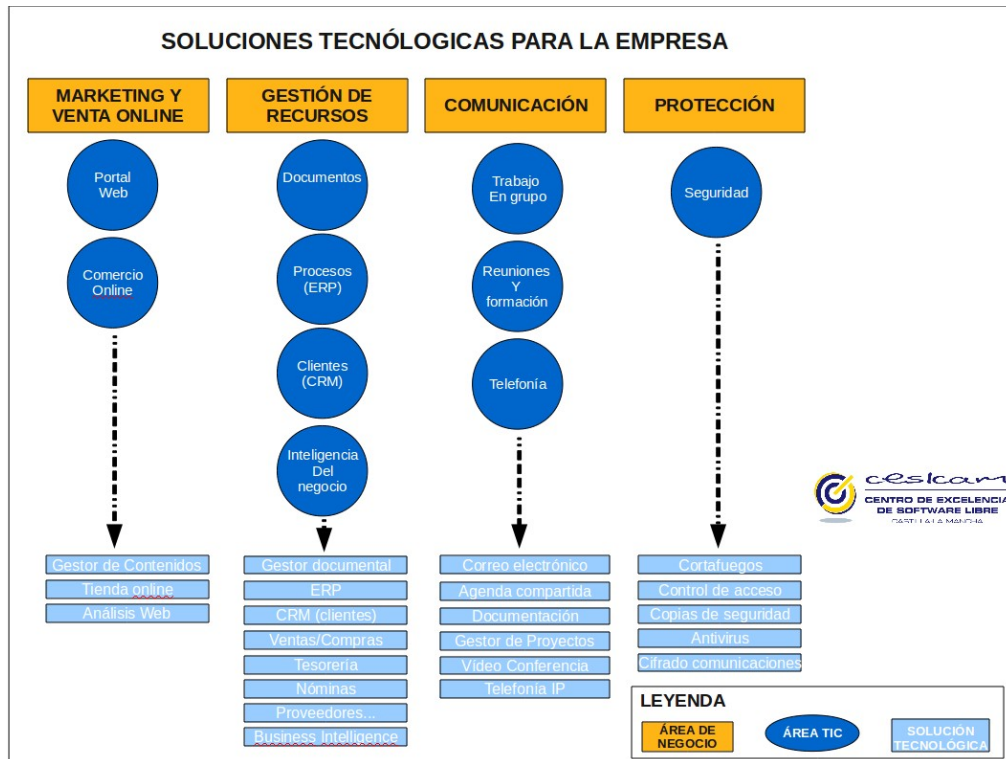 SOLUCIONES TECNÓLOGICAS PARA LA EMPRESA
MARKETING Y
VENTA ONLINE
Portal
Web
Comercio
Online
Gestor de Contenidos
Tienda online
Análisis Web
GESTIÓN DE
RECURSOS
Documentos
Procesos
(ERP)
Clientes
(CRM)
Inteligencia
Del
negocio
Gestor documental
ERP
CRM (clientes)
Ventas/Compras
Tesorería
Nóminas
Proveedores...
Business Intelligence
COMUNICACIÓN
Trabajo
En grupo
Reuniones
Y
formación
Telefonía
Correo electrónico
Agenda compartida
Documentación
Gestor de Proyectos
Vídeo Conferencia
Telefonía IP
PROTECCIÓN
Seguridad
Cortafuegos
Control de acceso
Copias de seguridad
Antivirus
Cifrado comunicaciones
ceslcam
CENTRO DE EXCELENCIA
DE SOFTWARE LIBRE
CASTILLA-LA MANCHA
LEYENDA
ÁREA DE
NEGOCIO
ÁREA TIC
SOLUCIÓN
TECNOLÓGICA